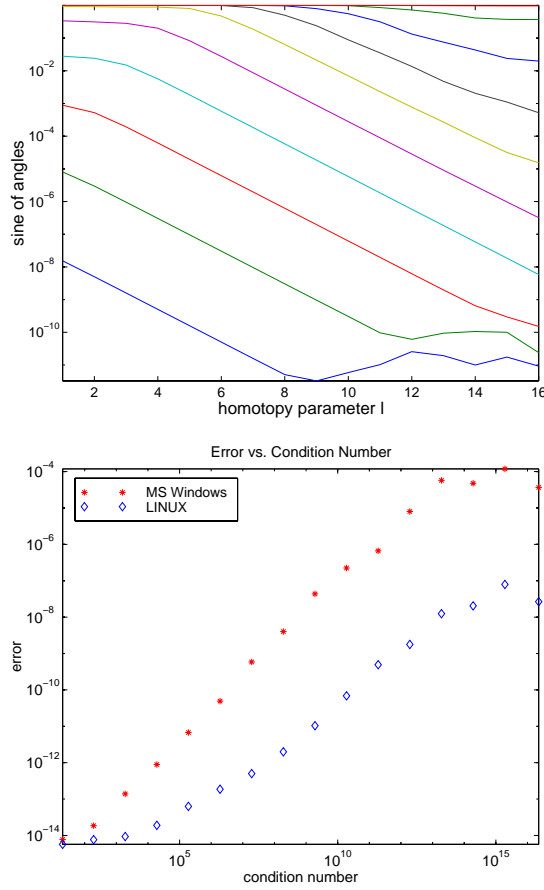 10^-2
10^-4
10^-6
10^-8
10^-10
sine of angles
2 4 6 8 10 12 14 16
homotopy parameter l
Error vs. Condition Number
10^-4
10^-6
10^-8
10^-10
10^-12
10^-14
error
MS Windows
LINUX
10^5 10^10 10^15
condition number